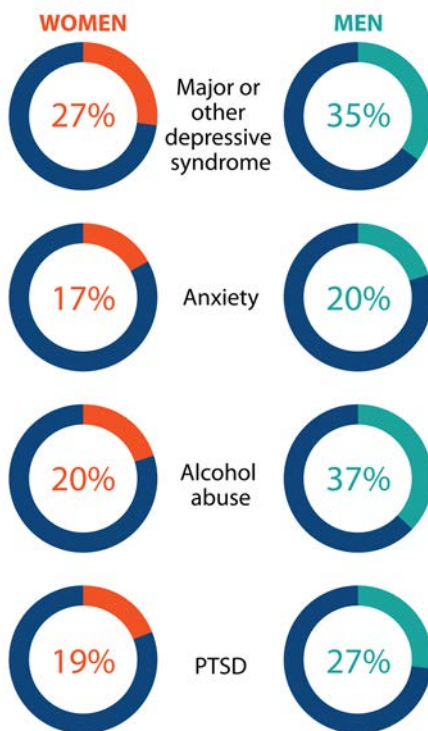 WOMEN
MEN
27%
Major or
other
depressive
syndrome
35%
17%
Anxiety
20%
20%
Alcohol
abuse
37%
19%
PTSD
27%